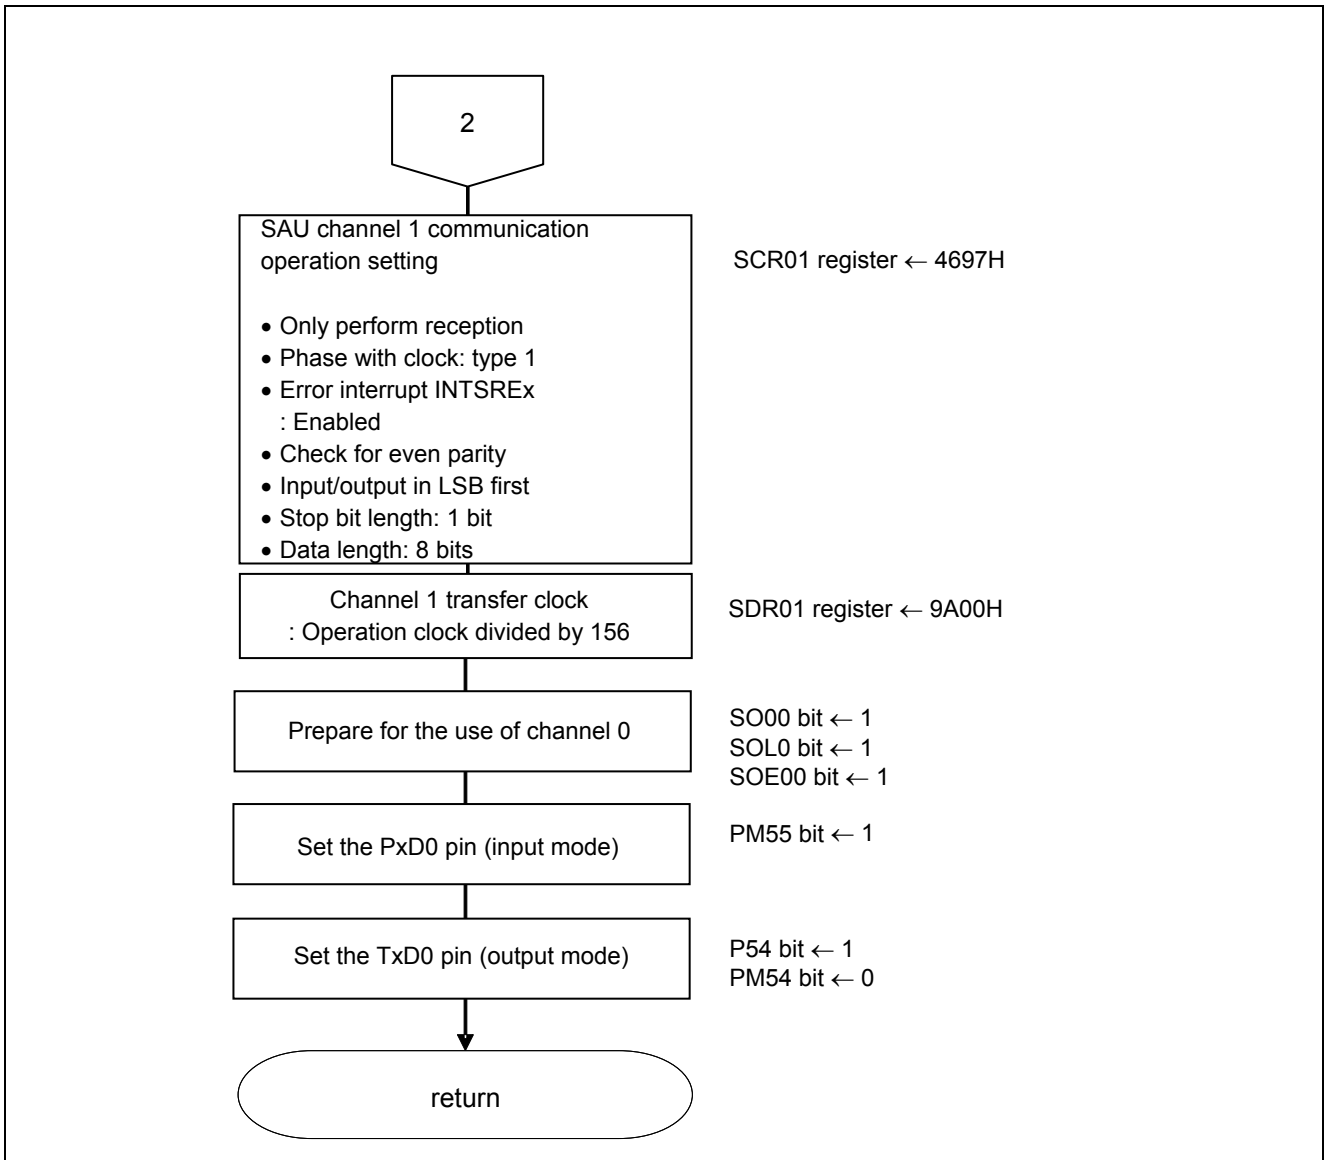 2
SAU channel 1 communication
operation setting
SCR01 register ← 4697H
• Only perform reception
• Phase with clock: type 1
• Error interrupt INTSREx
: Enabled
• Check for even parity
• Input/output in LSB first
• Stop bit length: 1 bit
• Data length: 8 bits
Channel 1 transfer clock
: Operation clock divided by 156
SDR01 register ← 9A00H
Prepare for the use of channel 0
SO00 bit ← 1
SOL0 bit ← 1
SOE00 bit ← 1
Set the PxD0 pin (input mode)
PM55 bit ← 1
Set the TxD0 pin (output mode)
P54 bit ← 1
PM54 bit ← 0
return